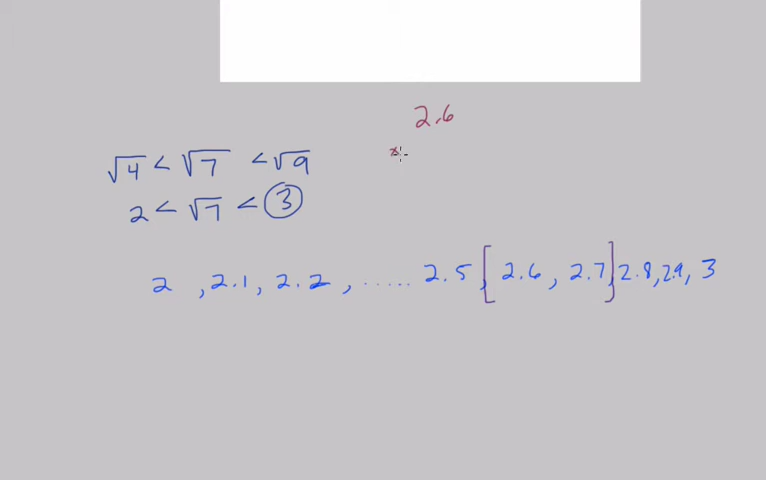 2.6
×
√4 < √7 < √9
2 < √7 < 3
2 , 2.1, 2.2 , ..... 2.5, [2.6 , 2.7], 2.8, 2.9, 3